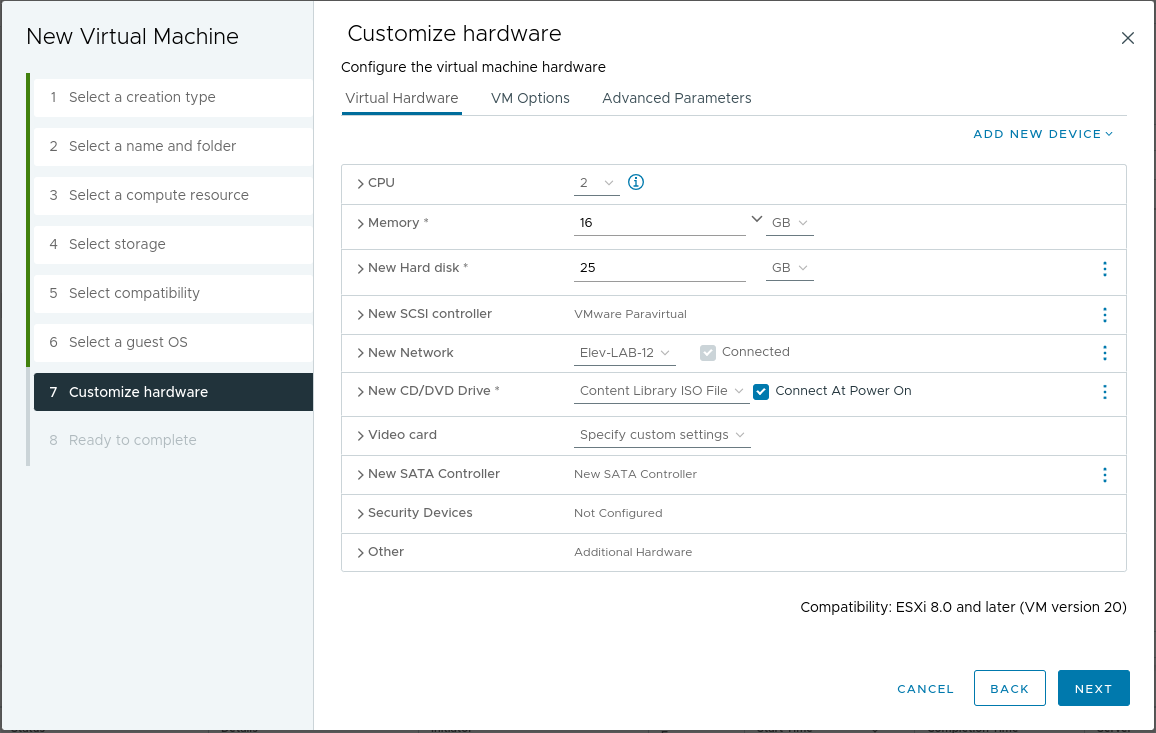 New Virtual Machine
1 Select a creation type
2 Select a name and folder
3 Select a compute resource
4 Select storage
5 Select compatibility
6 Select a guest OS
7 Customize hardware
8 Ready to complete
Customize hardware
Configure the virtual machine hardware
Virtual Hardware VM Options Advanced Parameters
ADD NEW DEVICE
CPU 2
Memory * 16 GB
New Hard disk * 25 GB
New SCSI controller VMware Paravirtual
New Network Elev-LAB-12 Connected
New CD/DVD Drive * Content Library ISO File Connect At Power On
Video card Specify custom settings
New SATA Controller New SATA Controller
Security Devices Not Configured
Other Additional Hardware
Compatibility: ESXi 8.0 and later (VM version 20)
CANCEL BACK NEXT